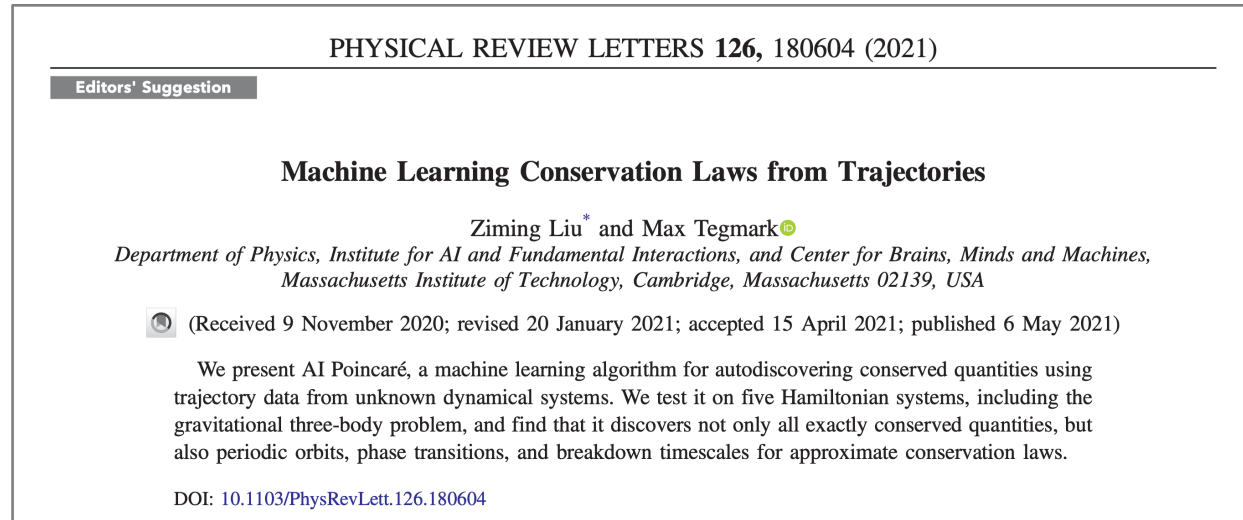 PHYSICAL REVIEW LETTERS 126, 180604 (2021)
Editors' Suggestion
Machine Learning Conservation Laws from Trajectories
Ziming Liu* and Max Tegmark iD
Department of Physics, Institute for AI and Fundamental Interactions, and Center for Brains, Minds and Machines,
Massachusetts Institute of Technology, Cambridge, Massachusetts 02139, USA
(Received 9 November 2020; revised 20 January 2021; accepted 15 April 2021; published 6 May 2021)
We present AI Poincaré, a machine learning algorithm for autodiscovering conserved quantities using
trajectory data from unknown dynamical systems. We test it on five Hamiltonian systems, including the
gravitational three-body problem, and find that it discovers not only all exactly conserved quantities, but
also periodic orbits, phase transitions, and breakdown timescales for approximate conservation laws.
DOI: 10.1103/PhysRevLett.126.180604